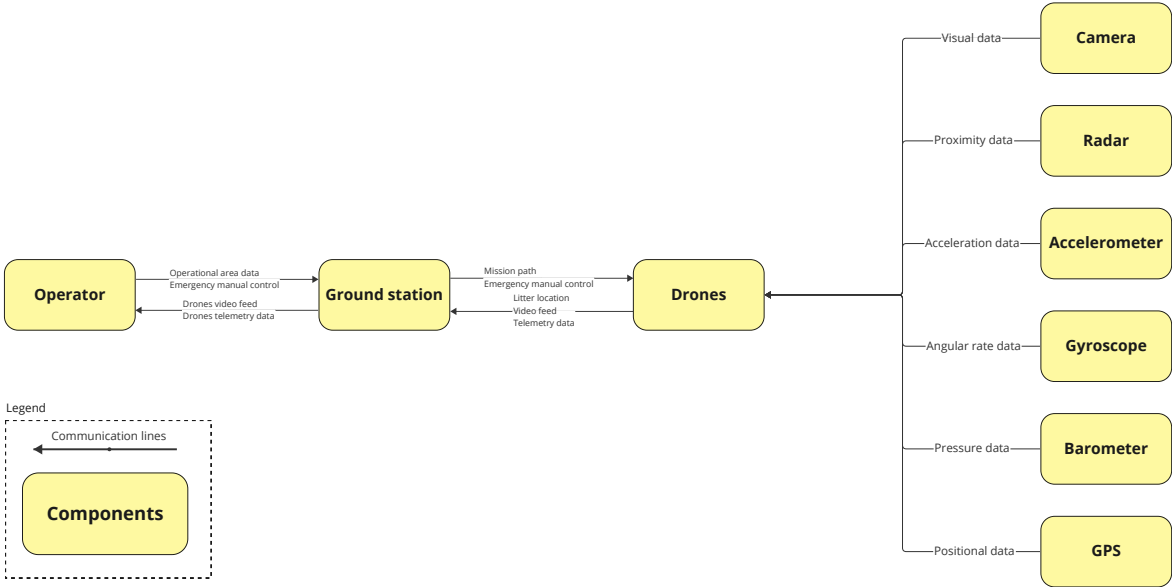 Visual data
Camera
Proximity data
Radar
Acceleration data
Accelerometer
Operator
Operational area data
Emergency manual control
Drones video feed
Drones telemetry data
Ground station
Mission path
Emergency manual control
Litter location
Video feed
Telemetry data
Drones
Angular rate data
Gyroscope
Pressure data
Barometer
Positional data
GPS
Legend
Communication lines
Components